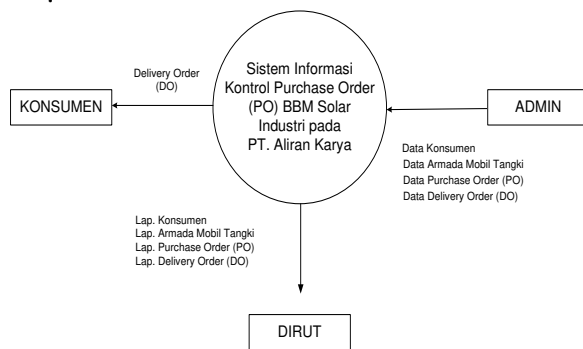 Delivery Order
(DO)
KONSUMEN
Sistem Informasi
Kontrol Purchase Order
(PO) BBM Solar
Industri pada
PT. Aliran Karya
ADMIN
Data Konsumen
Data Armada Mobil Tangki
Data Purchase Order (PO)
Data Delivery Order (DO)
Lap. Konsumen
Lap. Armada Mobil Tangki
Lap. Purchase Order (PO)
Lap. Delivery Order (DO)
DIRUT